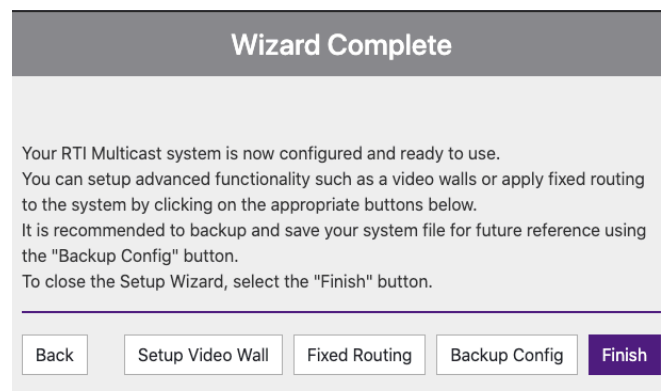 Wizard Complete
Your RTI Multicast system is now configured and ready to use.
You can setup advanced functionality such as a video walls or apply fixed routing
to the system by clicking on the appropriate buttons below.
It is recommended to backup and save your system file for future reference using
the "Backup Config" button.
To close the Setup Wizard, select the "Finish" button.
Back Setup Video Wall Fixed Routing Backup Config Finish